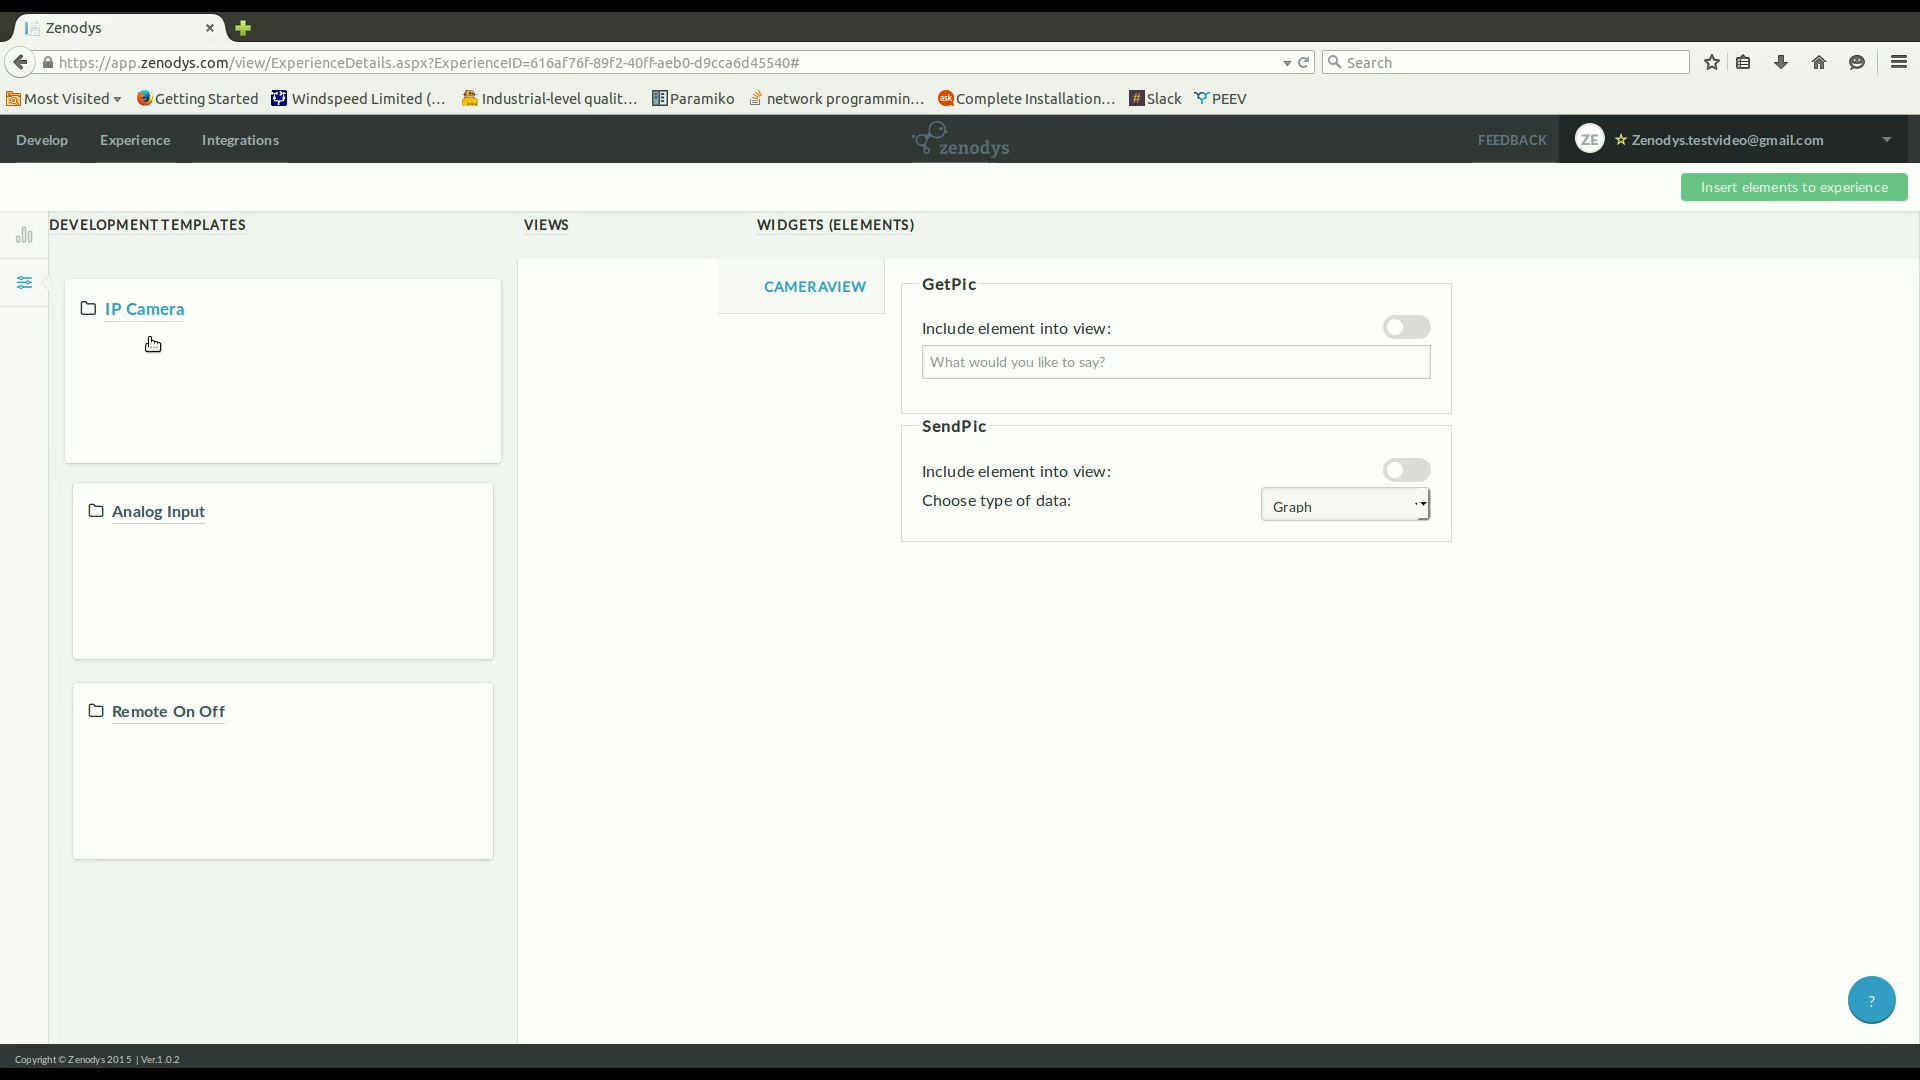 Zenodys
https://app.zenodys.com/view/ExperienceDetails.aspx?ExperienceID=616af76f-89f2-40ff-aeb0-d9cca6d45540#
Search
Most Visited
Getting Started
Windspeed Limited (...
Industrial-level qualit...
Paramiko
network programmin...
ask
Complete Installation...
# Slack
PEEV
Develop
Experience
Integrations
zenodys
FEEDBACK
ZE
Zenodys.testvideo@gmail.com
Insert elements to experience
DEVELOPMENT TEMPLATES
VIEWS
WIDGETS (ELEMENTS)
IP Camera
Analog Input
Remote On Off
CAMERAVIEW
GetPic
Include element into view:
What would you like to say?
SendPic
Include element into view:
Choose type of data:
Graph
?
Copyright © Zenodys 2015 | Ver.1.0.2